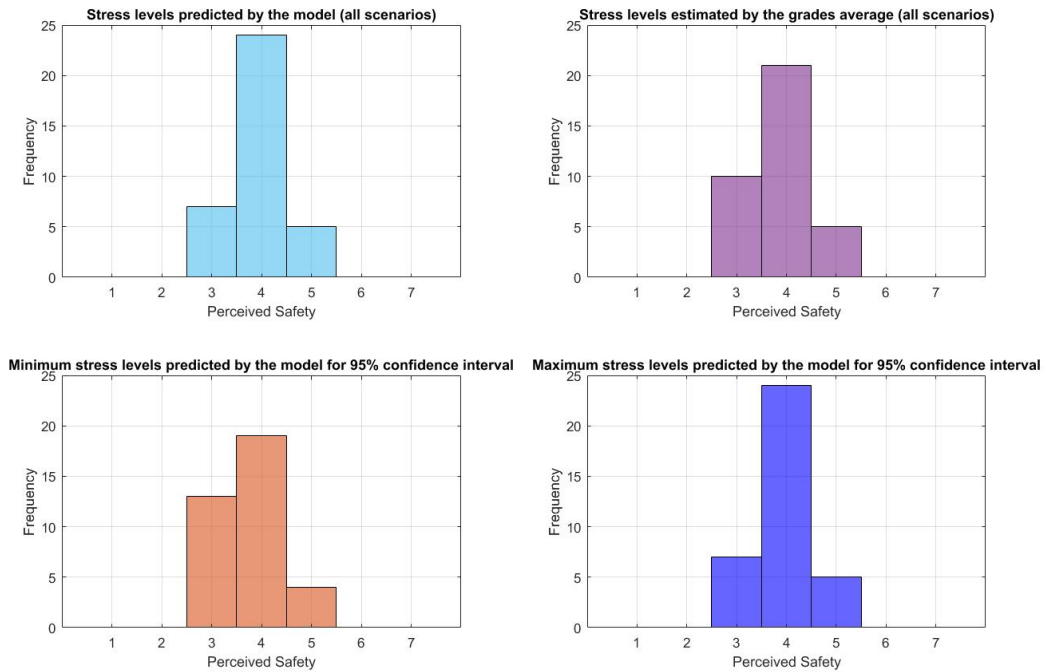 Stress levels predicted by the model (all scenarios)
25
20
15
10
5
0
Frequency
1 2 3 4 5 6 7
Perceived Safety
Stress levels estimated by the grades average (all scenarios)
25
20
15
10
5
0
Frequency
1 2 3 4 5 6 7
Perceived Safety
Minimum stress levels predicted by the model for 95% confidence interval
25
20
15
10
5
0
Frequency
1 2 3 4 5 6 7
Perceived Safety
Maximum stress levels predicted by the model for 95% confidence interval
25
20
15
10
5
0
Frequency
1 2 3 4 5 6 7
Perceived Safety